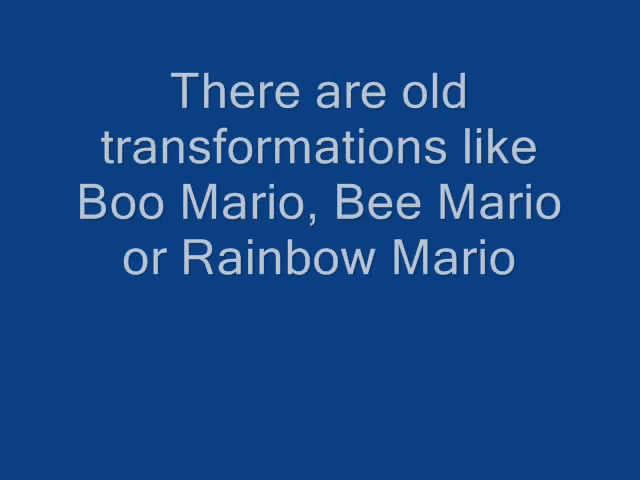 There are old
transformations like
Boo Mario, Bee Mario
or Rainbow Mario